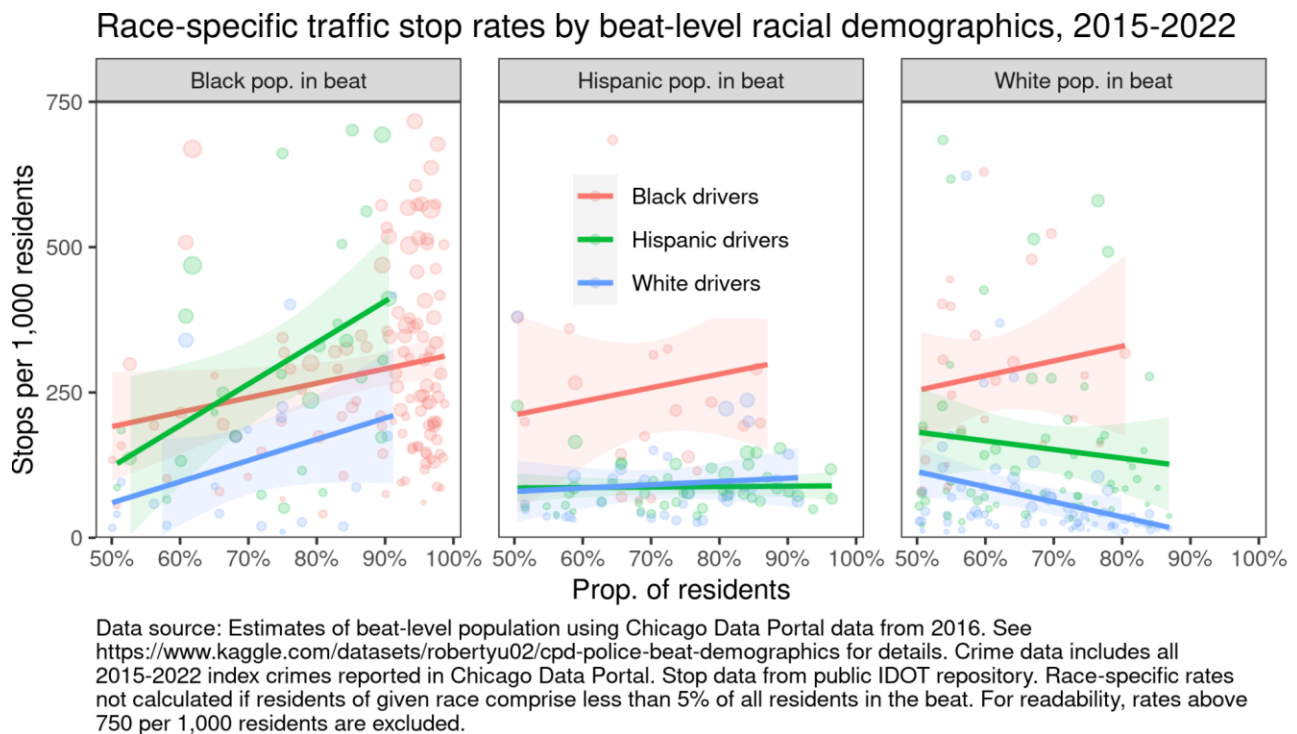 Race-specific traffic stop rates by beat-level racial demographics, 2015-2022
Black pop. in beat
Hispanic pop. in beat
White pop. in beat
Stops per 1,000 residents
750
500
250
0
Black drivers
Hispanic drivers
White drivers
50% 60% 70% 80% 90% 100%
50% 60% 70% 80% 90% 100%
50% 60% 70% 80% 90% 100%
Prop. of residents
Data source: Estimates of beat-level population using Chicago Data Portal data from 2016. See
https://www.kaggle.com/datasets/robertyu02/cpd-police-beat-demographics for details. Crime data includes all
2015-2022 index crimes reported in Chicago Data Portal. Stop data from public IDOT repository. Race-specific rates
not calculated if residents of given race comprise less than 5% of all residents in the beat. For readability, rates above
750 per 1,000 residents are excluded.